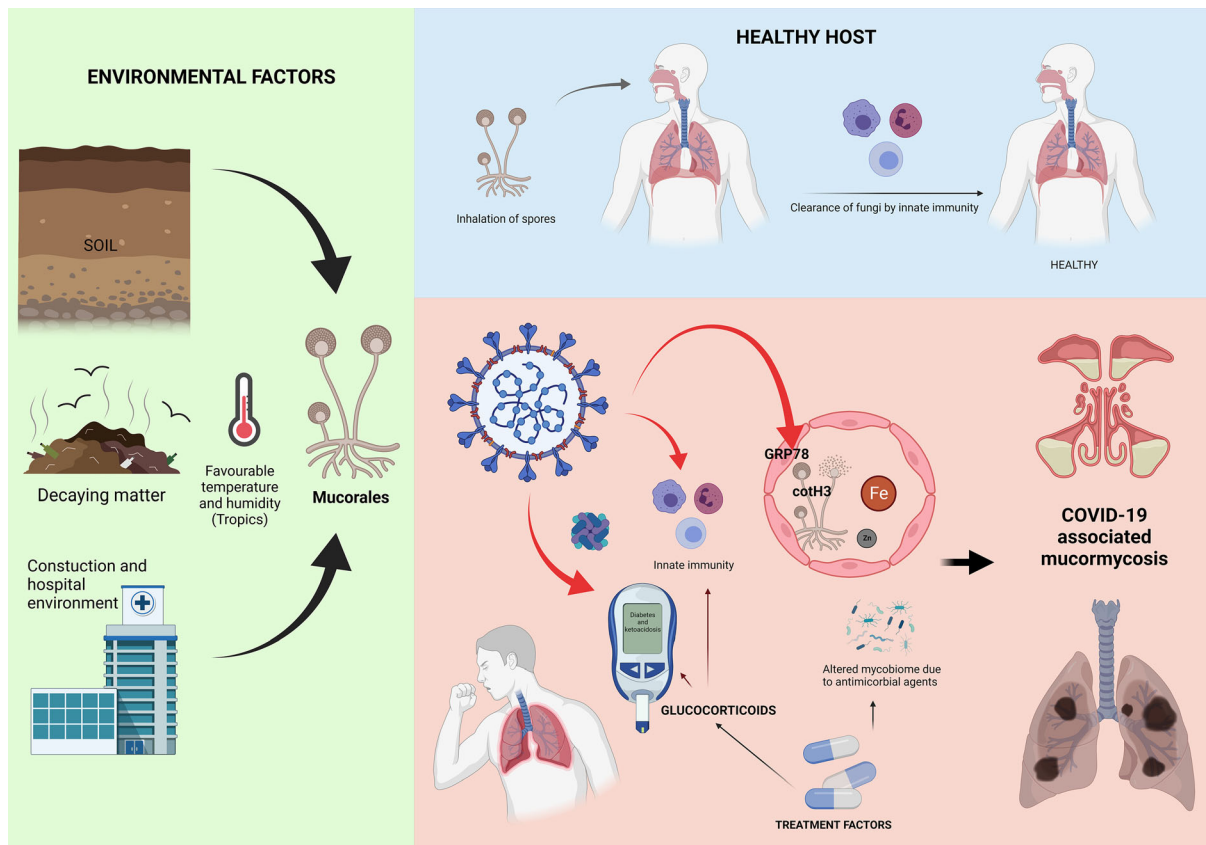 ENVIRONMENTAL FACTORS
SOIL
Decaying matter
Favourable
temperature
and humidity
(Tropics)
Mucorales
Constuction and
hospital
environment
HEALTHY HOST
Inhalation of spores
Clearance of fungi by innate immunity
HEALTHY
GRP78
cotH3
Fe
Zn
Innate immunity
Diabetes
and
ketoacidosis
GLUCOCORTICOIDS
Altered mycobiome due
to antimicorbial agents
TREATMENT FACTORS
COVID-19
associated
mucormycosis